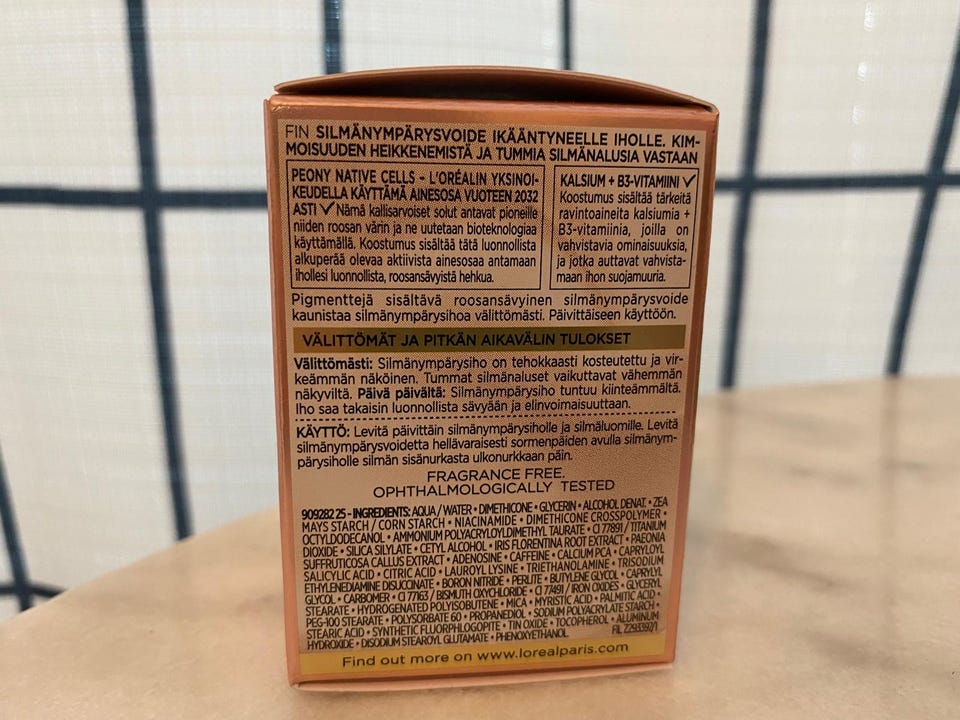 FIN SILMÄNYMPÄRYSVOIDE IKÄÄNTYNEELLE IHOLLE. KIM-
MOISUUDEN HEIKKENEMISTÄ JA TUMMIA SILMÄNALUSIA VASTAAN
PEONY NATIVE CELLS - L'ORÉALIN YKSINOI-
KEUDELLA KÄYTTÄMÄ AINESOSA VUOTEEN 2032
ASTI ✓ Nämä kallisarvoiset solut antavat pioneille
niiden roosan värin ja ne uutetaan bioteknologiaa
käyttämällä. Koostumus sisältää tätä luonnollista
alkuperää olevaa aktiivista ainesosaa antamaan
ihollesi luonnollista, roosansävyistä hehkua.
KALSIUM + B3-VITAMIINI ✓
Koostumus sisältää tärkeitä
ravintoaineita kalsiumia +
B3-vitamiinia, joilla on
vahvistavia ominaisuuksia,
ja jotka auttavat vahvista-
maan ihon suojamuuria.
Pigmenttejä sisältävä roosansävyinen silmänympärysvoide
kaunistaa silmänympärysihoa välittömästi. Päivittäiseen käyttöön.
VÄLITTÖMÄT JA PITKÄN AIKAVÄLIN TULOKSET
Välittömästi: Silmänympärysiho on tehokkaasti kosteutettu ja vir-
keämmän näköinen. Tummat silmänaluset vaikuttavat vähemmän
näkyviltä. Päivä päivältä: Silmänympärysiho tuntuu kiinteämmältä.
Iho saa takaisin luonnollista sävyään ja elinvoimaisuuttaan.
KÄYTTÖ: Levitä päivittäin silmänympärysiholle ja silmäluomille. Levitä
silmänympärysvoidetta hellävaraisesti sormenpäiden avulla silmänym-
pärysiholle silmän sisänurkasta ulkonurkkaan päin.
FRAGRANCE FREE.
OPHTHALMOLOGICALLY TESTED
909282 25 - INGREDIENTS: AQUA / WATER • DIMETHICONE • GLYCERIN • ALCOHOL DENAT. • ZEA
MAYS STARCH / CORN STARCH • NIACINAMIDE • DIMETHICONE CROSSPOLYMER •
OCTYLDODECANOL • AMMONIUM POLYACRYLOYLDIMETHYL TAURATE • CI 77891 / TITANIUM
DIOXIDE • SILICA SILYLATE • CETYL ALCOHOL • IRIS FLORENTINA ROOT EXTRACT • PAEONIA
SUFFRUTICOSA CALLUS EXTRACT • ADENOSINE • CAFFEINE • CALCIUM PCA • CAPRYLOYL
SALICYLIC ACID • CITRIC ACID • LAUROYL LYSINE • TRIETHANOLAMINE • TRISODIUM
ETHYLENEDIAMINE DISUCCINATE • BORON NITRIDE • PERLITE • BUTYLENE GLYCOL • CAPRYLYL
GLYCOL • CARBOMER • CI 77163 / BISMUTH OXYCHLORIDE • CI 77491 / IRON OXIDES • GLYCERYL
STEARATE • HYDROGENATED POLYISOBUTENE • MICA • MYRISTIC ACID • PALMITIC ACID •
PEG-100 STEARATE • POLYSORBATE 60 • PROPANEDIOL • SODIUM POLYACRYLATE STARCH •
STEARIC ACID • SYNTHETIC FLUORPHLOGOPITE • TIN OXIDE • TOCOPHEROL • ALUMINUM
HYDROXIDE • DISODIUM STEAROYL GLUTAMATE • PHENOXYETHANOL FIL Z293392/1
Find out more on www.lorealparis.com